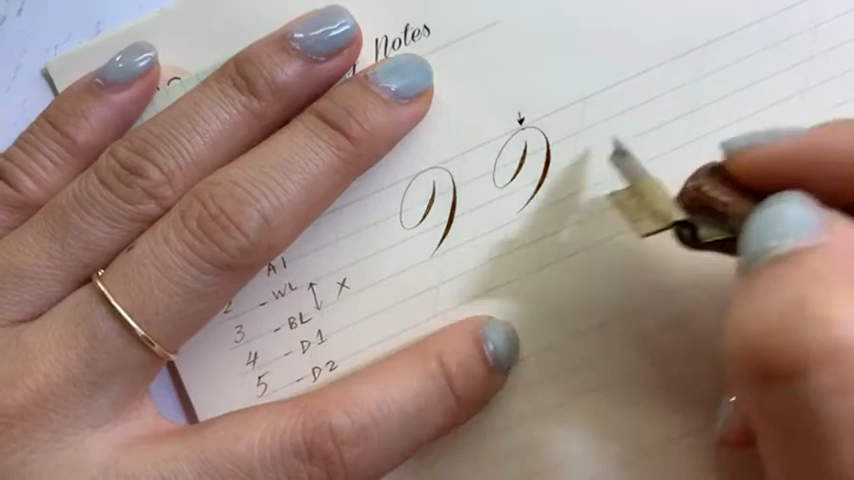 Notes
A1
2 - WL ↑ X
3 - BL ↓
4 - D1
5 - D2